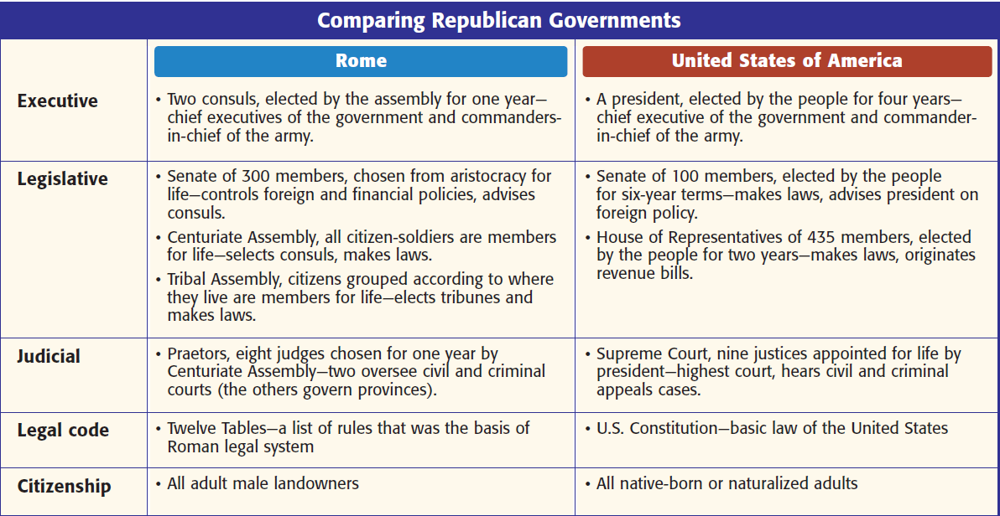 Comparing Republican Governments
Rome
United States of America
Executive
• Two consuls, elected by the assembly for one year—
chief executives of the government and commanders-
in-chief of the army.
• A president, elected by the people for four years—
chief executive of the government and commander-
in-chief of the army.
Legislative
• Senate of 300 members, chosen from aristocracy for
life—controls foreign and financial policies, advises
consuls.
• Centuriate Assembly, all citizen-soldiers are members
for life—selects consuls, makes laws.
• Tribal Assembly, citizens grouped according to where
they live are members for life—elects tribunes and
makes laws.
• Senate of 100 members, elected by the people
for six-year terms—makes laws, advises president on
foreign policy.
• House of Representatives of 435 members, elected
by the people for two years—makes laws, originates
revenue bills.
Judicial
• Praetors, eight judges chosen for one year by
Centuriate Assembly—two oversee civil and criminal
courts (the others govern provinces).
• Supreme Court, nine justices appointed for life by
president—highest court, hears civil and criminal
appeals cases.
Legal code
• Twelve Tables—a list of rules that was the basis of
Roman legal system
• U.S. Constitution—basic law of the United States
Citizenship
• All adult male landowners
• All native-born or naturalized adults